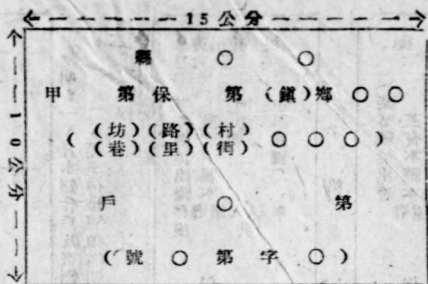 15公分
10公分
○○縣
○○鄉(鎮)第 保第 甲
(○○○(村)(路)(坊)
(街)(里)(巷))
第○戶
(○字第○號)